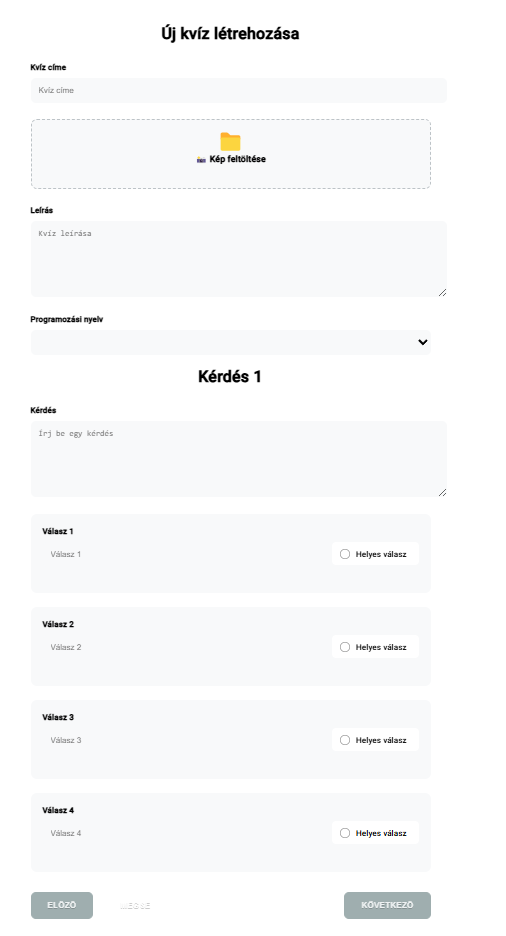 Új kvíz létrehozása
Kvíz címe
Kvíz címe
Kép feltöltése
Leírás
Kvíz leírása
Programozási nyelv
Kérdés 1
Kérdés
Írj be egy kérdés
Válasz 1
Válasz 1
Helyes válasz
Válasz 2
Válasz 2
Helyes válasz
Válasz 3
Válasz 3
Helyes válasz
Válasz 4
Válasz 4
Helyes válasz
ELŐZŐ
KÖVETKEZŐ